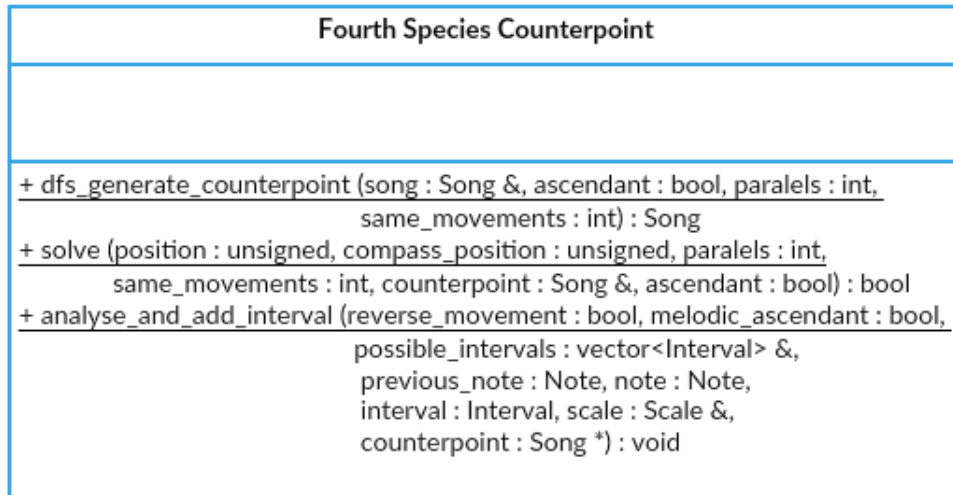 Fourth Species Counterpoint
+ dfs_generate_counterpoint (song : Song &, ascendant : bool, paralels : int,
same_movements : int) : Song
+ solve (position : unsigned, compass_position : unsigned, paralels : int,
same_movements : int, counterpoint : Song &, ascendant : bool) : bool
+ analyse_and_add_interval (reverse_movement : bool, melodic_ascendant : bool,
possible_intervals : vector<Interval> &,
previous_note : Note, note : Note,
interval : Interval, scale : Scale &,
counterpoint : Song *) : void